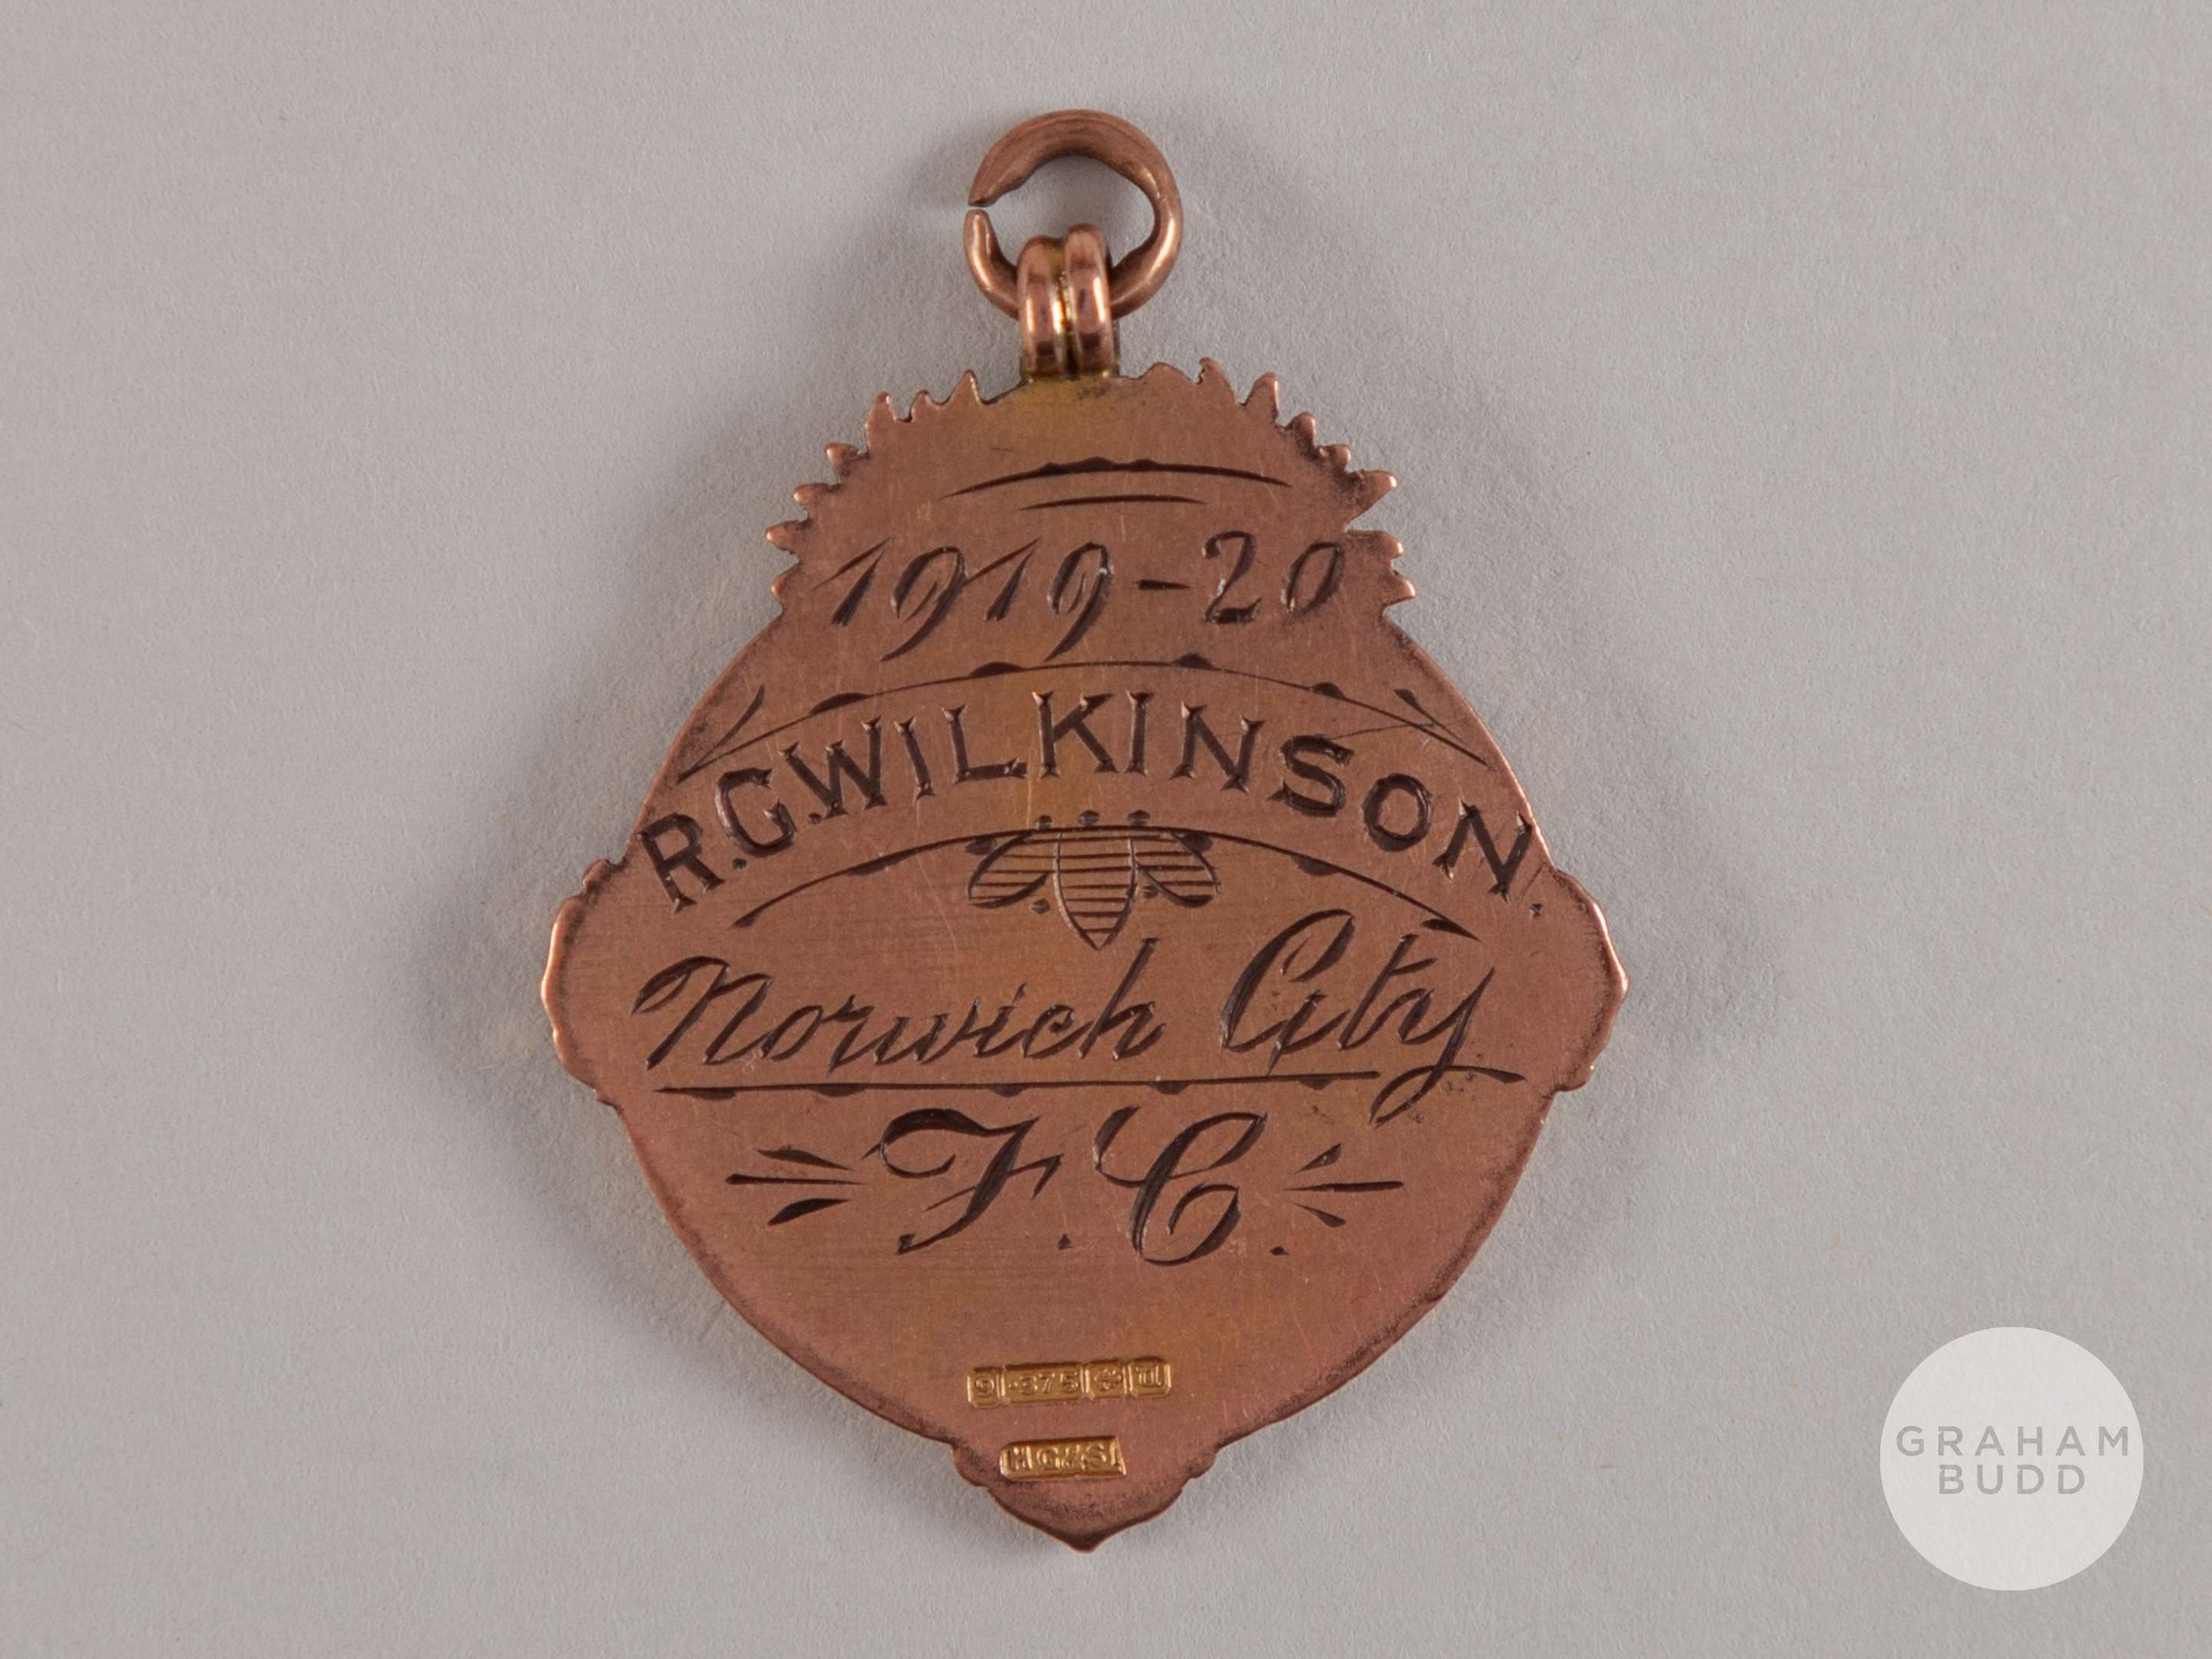 1919-20
R.G.WILKINSON.
Norwich City
F.C.
9 .375
GRAHAM
BUDD